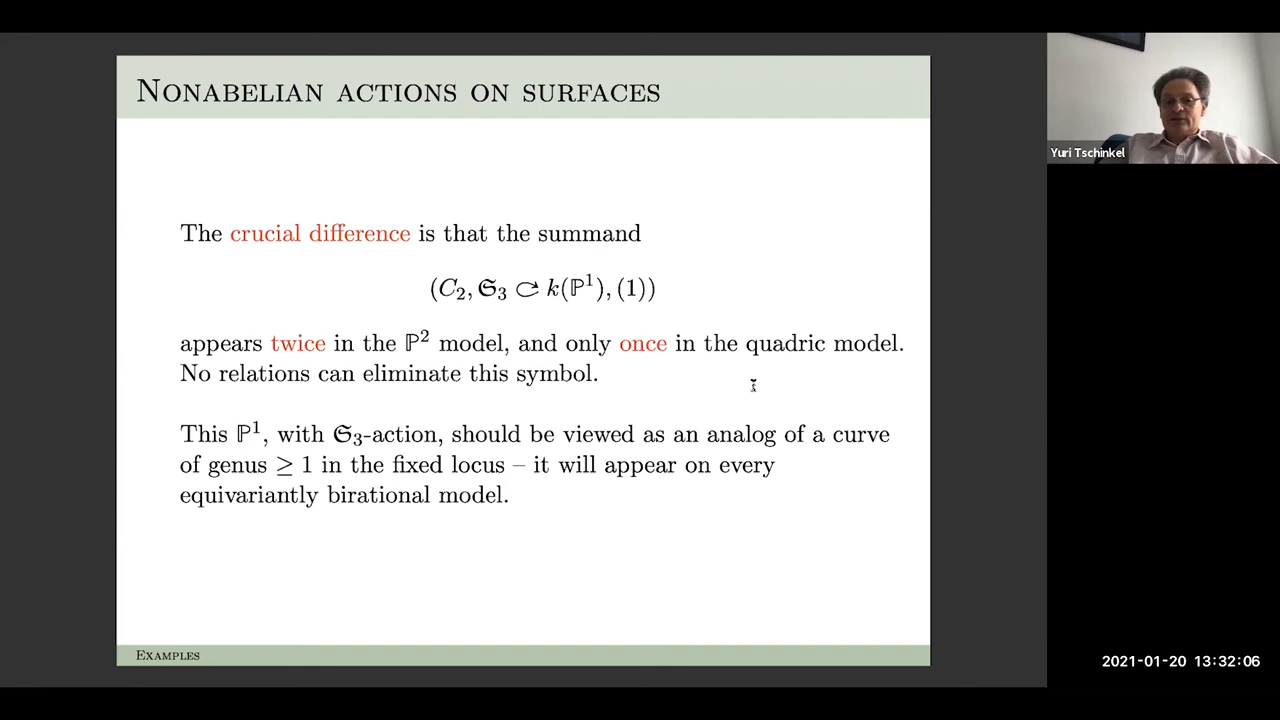 NONABELIAN ACTIONS ON SURFACES
The crucial difference is that the summand
(C₂, 𝔖₃ ⟳ k(ℙ¹), (1))
appears twice in the ℙ² model, and only once in the quadric model.
No relations can eliminate this symbol.
This ℙ¹, with 𝔖₃-action, should be viewed as an analog of a curve
of genus ≥ 1 in the fixed locus – it will appear on every
equivariantly birational model.
EXAMPLES
Yuri Tschinkel
2021-01-20 13:32:06